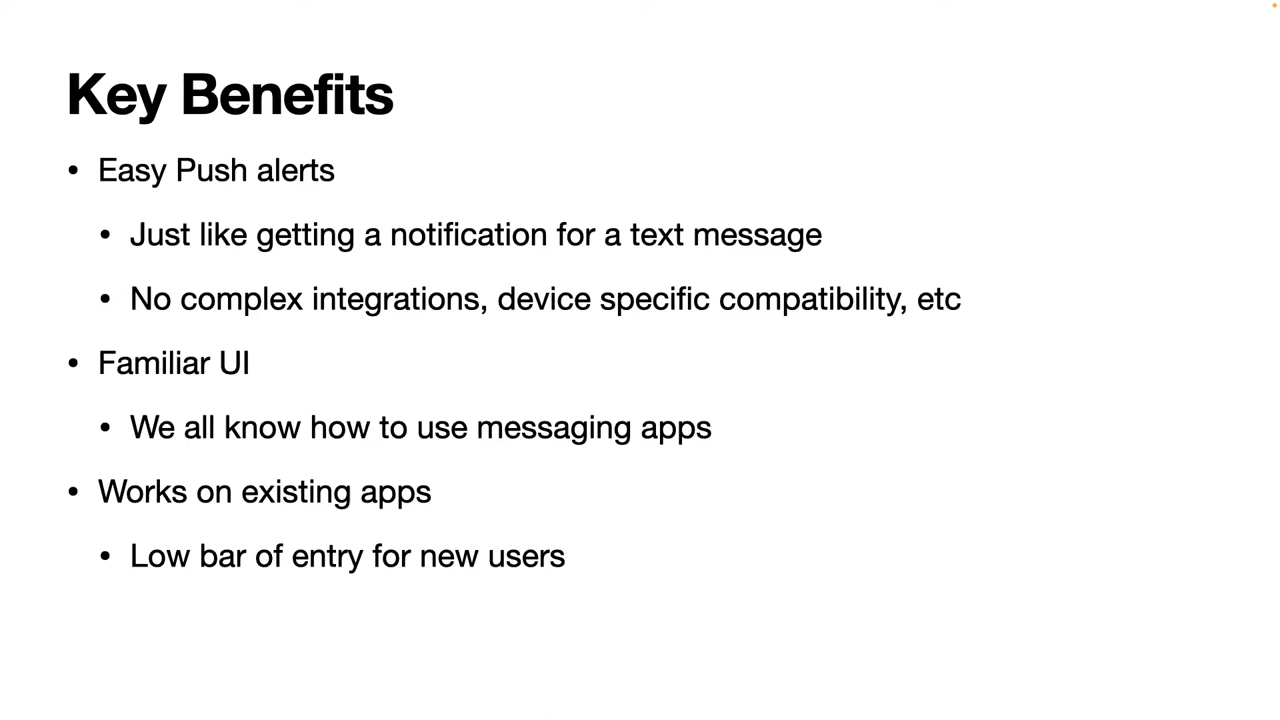 Key Benefits
• Easy Push alerts
• Just like getting a notification for a text message
• No complex integrations, device specific compatibility, etc
• Familiar UI
• We all know how to use messaging apps
• Works on existing apps
• Low bar of entry for new users